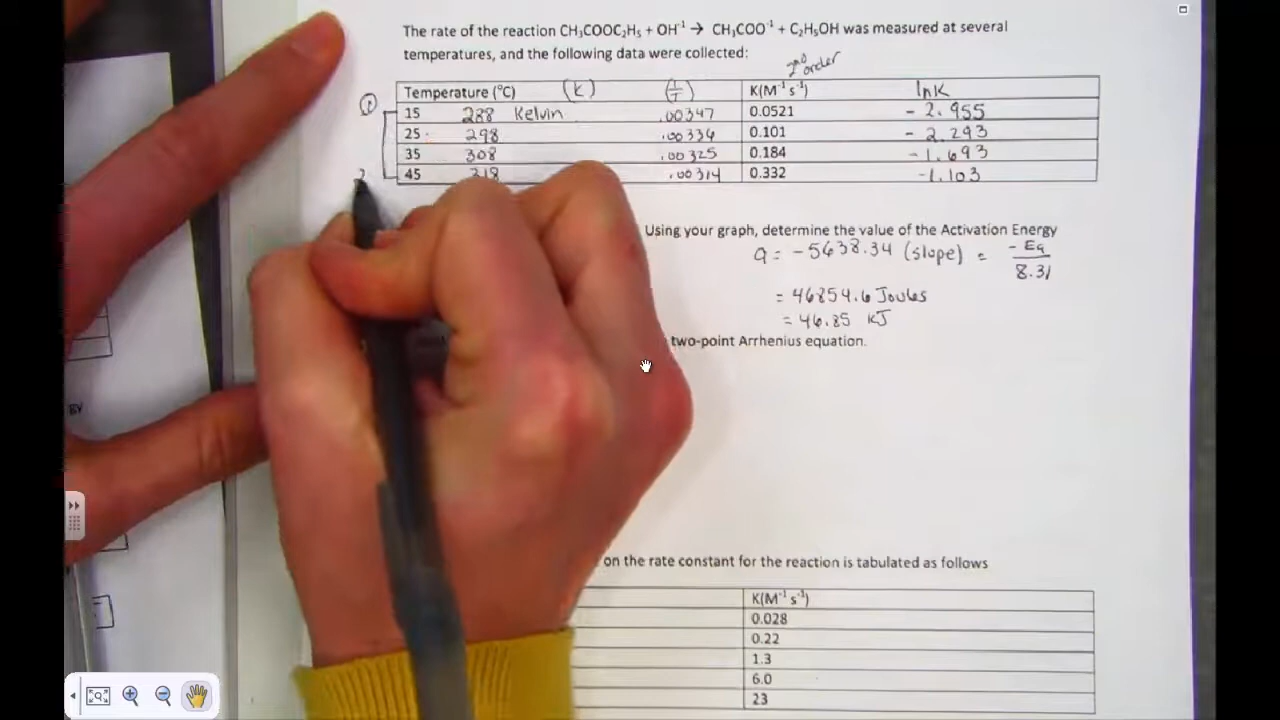 The rate of the reaction CH₃COOC₂H₅ + OH⁻¹ → CH₃COO⁻¹ + C₂H₅OH was measured at several
temperatures, and the following data were collected:
2nd order
Temperature (°C) (K) (1/T) K(M⁻¹ s⁻¹) lnK
① 15 288 Kelvin .00347 0.0521 - 2.955
25 298 .00336 0.101 - 2.293
35 308 .00325 0.184 - 1.693
45 318 .00314 0.332 -1.103
Using your graph, determine the value of the Activation Energy
a = -5638.34 (slope) = -Ea/8.31
= 46854.6 Joules
= 46.85 KJ
two-point Arrhenius equation.
on the rate constant for the reaction is tabulated as follows
K(M⁻¹ s⁻¹)
0.028
0.22
1.3
6.0
23